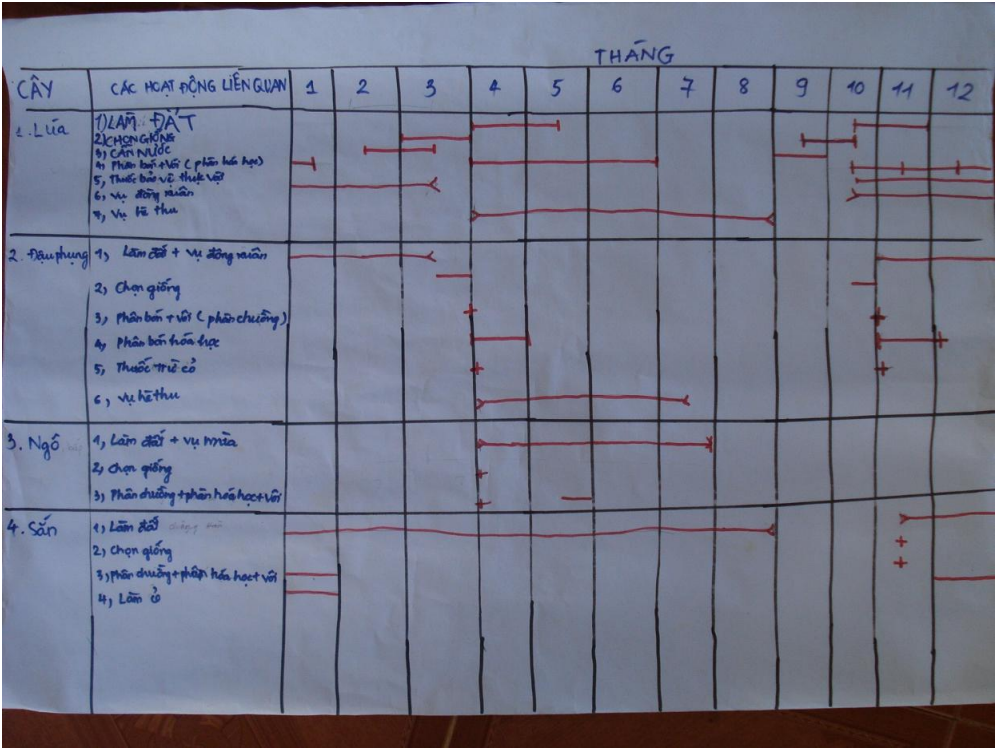 THÁNG
CÂY CÁC HOẠT ĐỘNG LIÊN QUAN 1 2 3 4 5 6 7 8 9 10 11 12
1. Lúa 1) LÀM ĐẤT
2) CHỌN GIỐNG
3) CẦN NƯỚC
4, Phân bón + Vôi ( phân hóa học)
5, Thuốc bảo vệ thực vật
6, vụ đông xuân
7, Vụ hè thu
2. Đậu phụng 1, Làm đất + vụ đông xuân
2, Chọn giống
3, Phân bón + Vôi ( phân chuồng)
4, Phân bón hóa học
5, Thuốc trừ cỏ
6, vụ hè thu
3. Ngô 1, Làm đất + vụ mùa
2, Chọn giống
3, Phân chuồng + phân hóa học + vôi
4. Sắn 1, Làm đất
2, Chọn giống
3, phân chuồng + phân hóa học + vôi
4, Làm cỏ